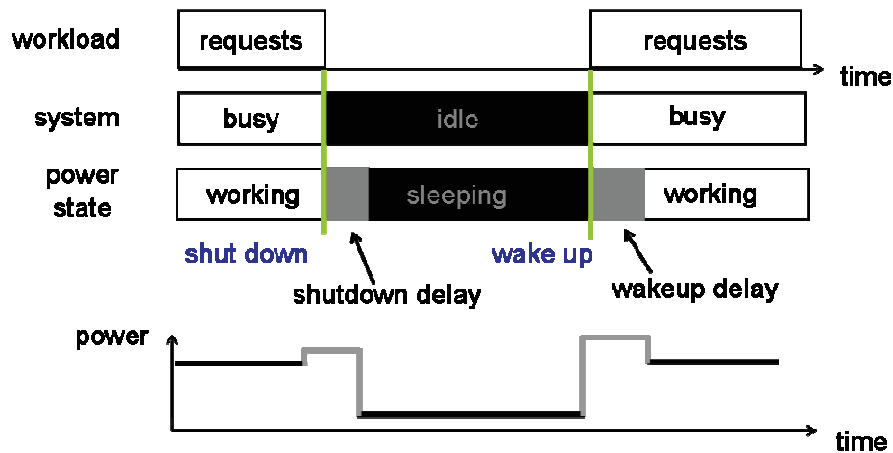 workload
requests
requests
time
system
busy
idle
busy
power
state
working
sleeping
working
shut down
wake up
shutdown delay
wakeup delay
power
time